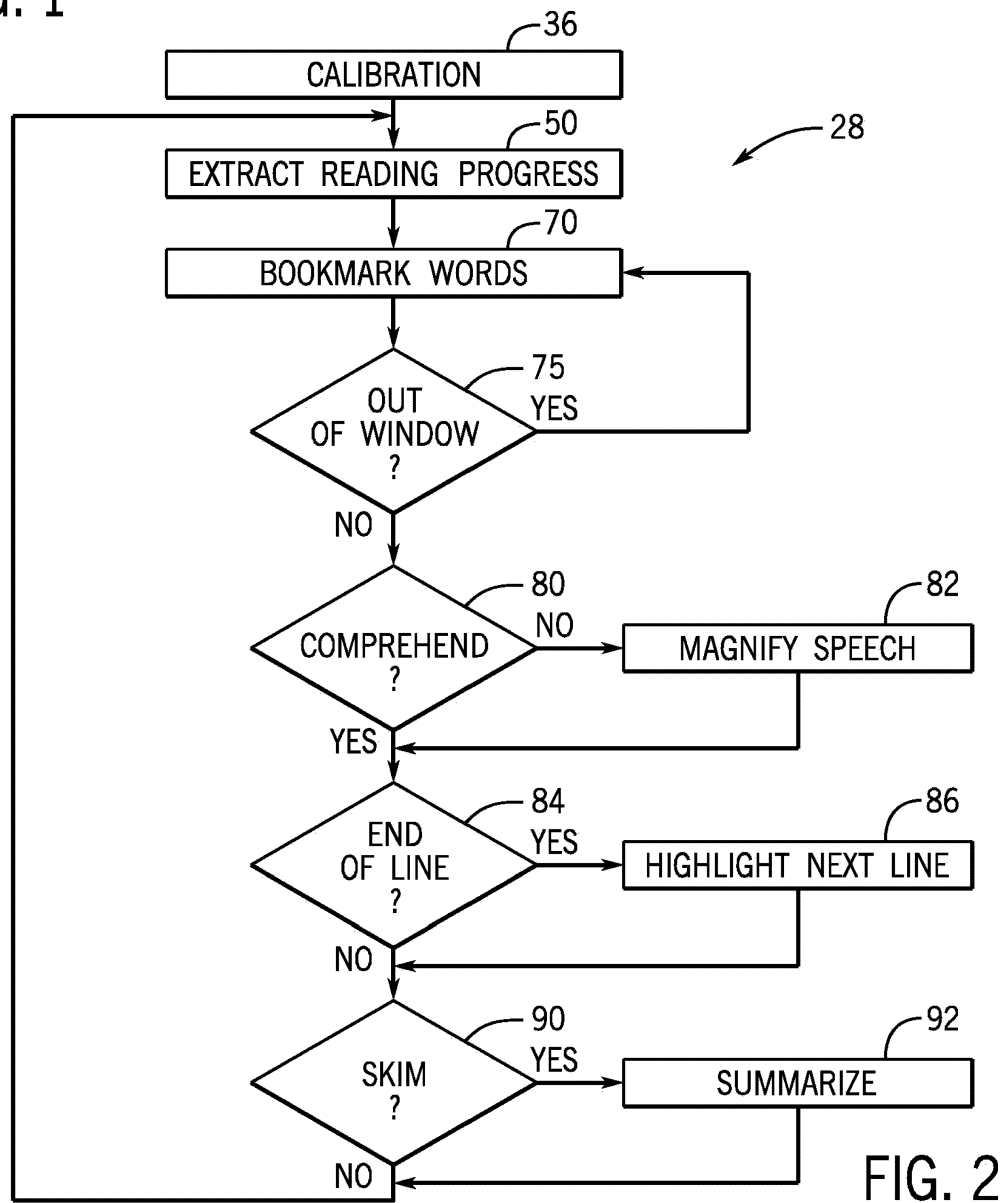 36
CALIBRATION
50
28
EXTRACT READING PROGRESS
70
BOOKMARK WORDS
75
OUT
OF WINDOW
?
YES
NO
80
COMPREHEND
?
NO
82
MAGNIFY SPEECH
YES
84
END
OF LINE
?
YES
86
HIGHLIGHT NEXT LINE
NO
90
SKIM
?
YES
92
SUMMARIZE
NO
FIG. 2